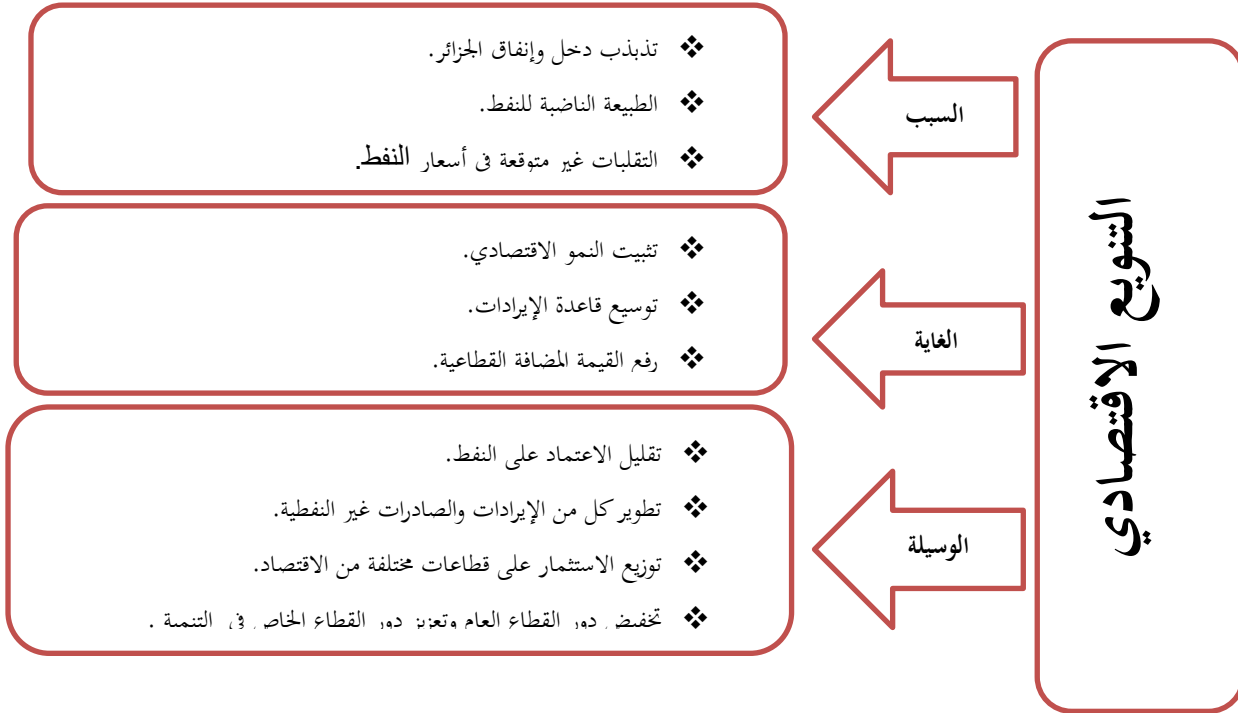 التنويع الاقتصادي
السبب
❖ تذبذب دخل وإنفاق الجزائر.
❖ الطبيعة الناضبة للنفط.
❖ التقلبات غير متوقعة في أسعار النفط.
الغاية
❖ تثبيت النمو الاقتصادي.
❖ توسيع قاعدة الإيرادات.
❖ رفع القيمة المضافة القطاعية.
الوسيلة
❖ تقليل الاعتماد على النفط.
❖ تطوير كل من الإيرادات والصادرات غير النفطية.
❖ توزيع الاستثمار على قطاعات مختلفة من الاقتصاد.
❖ تخفيض دور القطاع العام وتعزيز دور القطاع الخاص في التنمية .